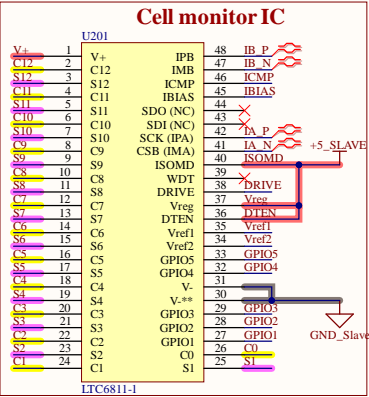 Cell monitor IC
U201
V+ 1 V+ IPB 48 IB_P
C12 2 C12 IMB 47 IB_N
S12 3 S12 ICMP 46 ICMP
C11 4 C11 IBIAS 45 IBIAS
S11 5 S11 SDO (NC) 44
C10 6 C10 SDI (NC) 43
S10 7 S10 SCK (IPA) 42 IA_P
C9 8 C9 CSB (IMA) 41 IA_N +5_SLAVE
S9 9 S9 ISOMD 40 ISOMD
C8 10 C8 WDT 39
S8 11 S8 DRIVE 38 DRIVE
C7 12 C7 Vreg 37 Vreg
S7 13 S7 DTEN 36 DTEN
C6 14 C6 Vref1 35 Vref1
S6 15 S6 Vref2 34 Vref2
C5 16 C5 GPIO5 33 GPIO5
S5 17 S5 GPIO4 32 GPIO4
C4 18 C4 V- 31
S4 19 S4 V-** 30
C3 20 C3 GPIO3 29 GPIO3
S3 21 S3 GPIO2 28 GPIO2 GND_Slave
C2 22 C2 GPIO1 27 GPIO1
S2 23 S2 C0 26 C0
C1 24 C1 S1 25 S1
LTC6811-1